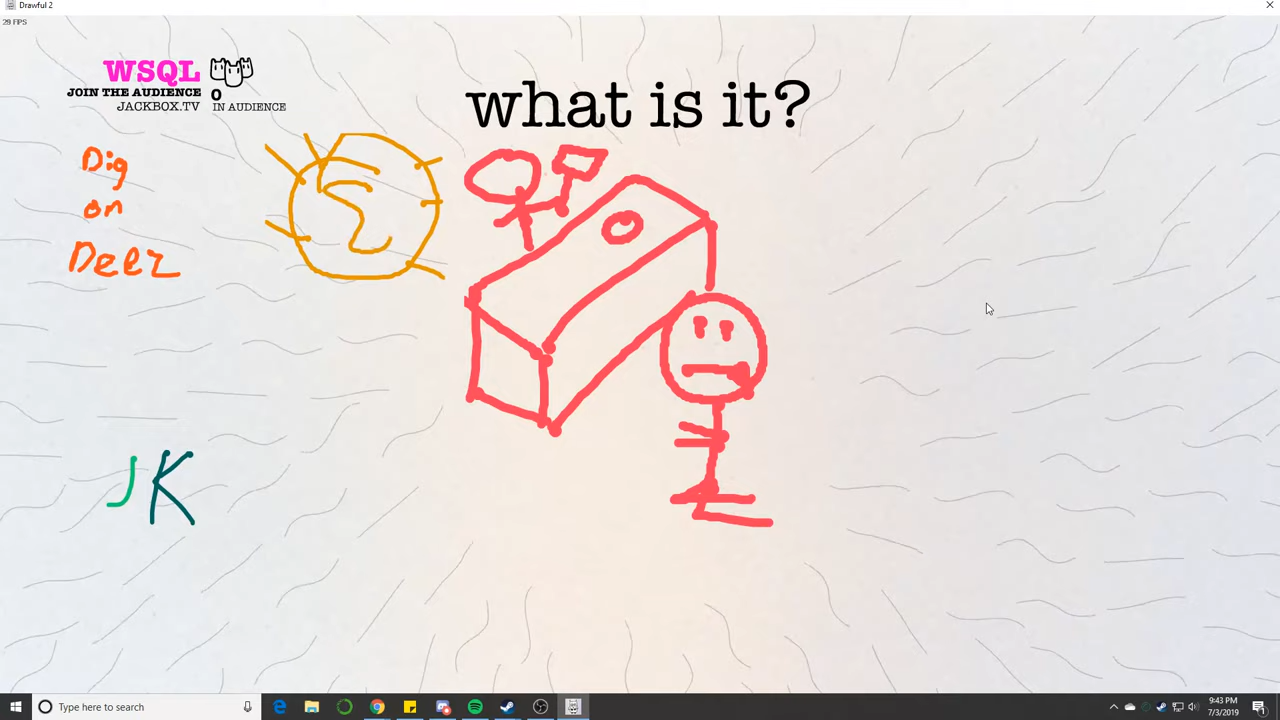 Drawful 2
29 FPS
WSQL
JOIN THE AUDIENCE
JACKBOX.TV
0
IN AUDIENCE
what is it?
Dig
on
Deez
JK
Type here to search
9:43 PM
7/3/2019